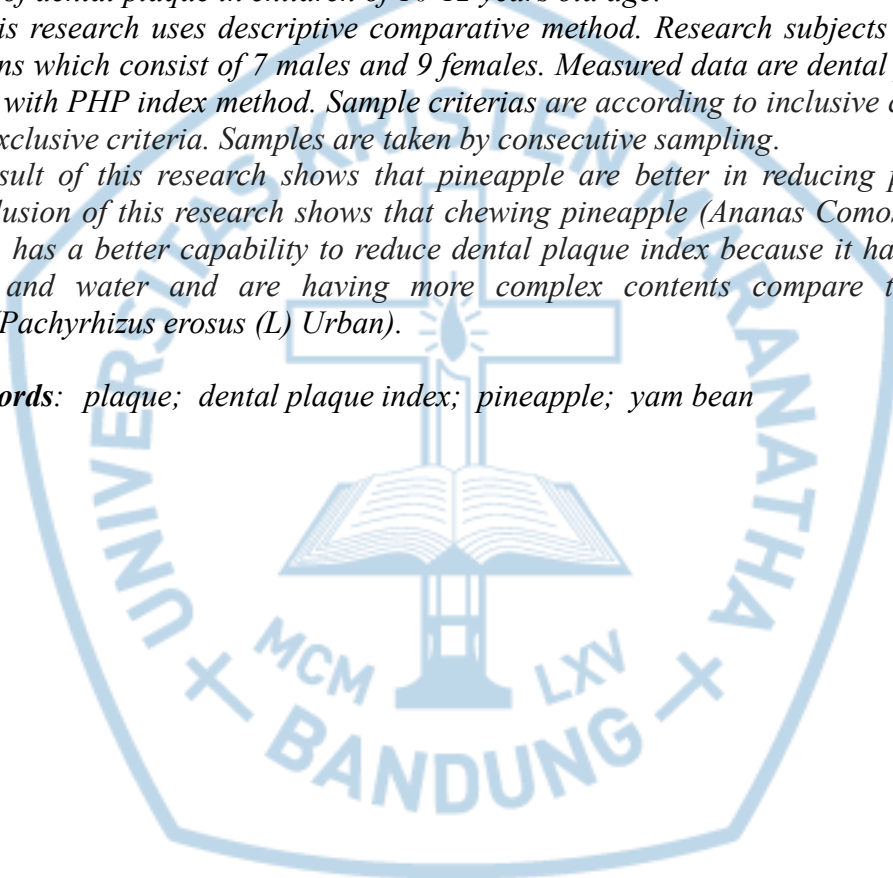 of dental plaque in children of 10-12 years old age.
is research uses descriptive comparative method. Research subjects
ns which consist of 7 males and 9 females. Measured data are dental
with PHP index method. Sample criterias are according to inclusive
xclusive criteria. Samples are taken by consecutive sampling.
sult of this research shows that pineapple are better in reducing
lusion of this research shows that chewing pineapple (Ananas Como
has a better capability to reduce dental plaque index because it ha
and water and are having more complex contents compare t
(Pachyrhizus erosus (L) Urban).
ords: plaque; dental plaque index; pineapple; yam bean
UNIVERSITAS KRISTEN MARANATHA
MCM LXV
BANDUNG